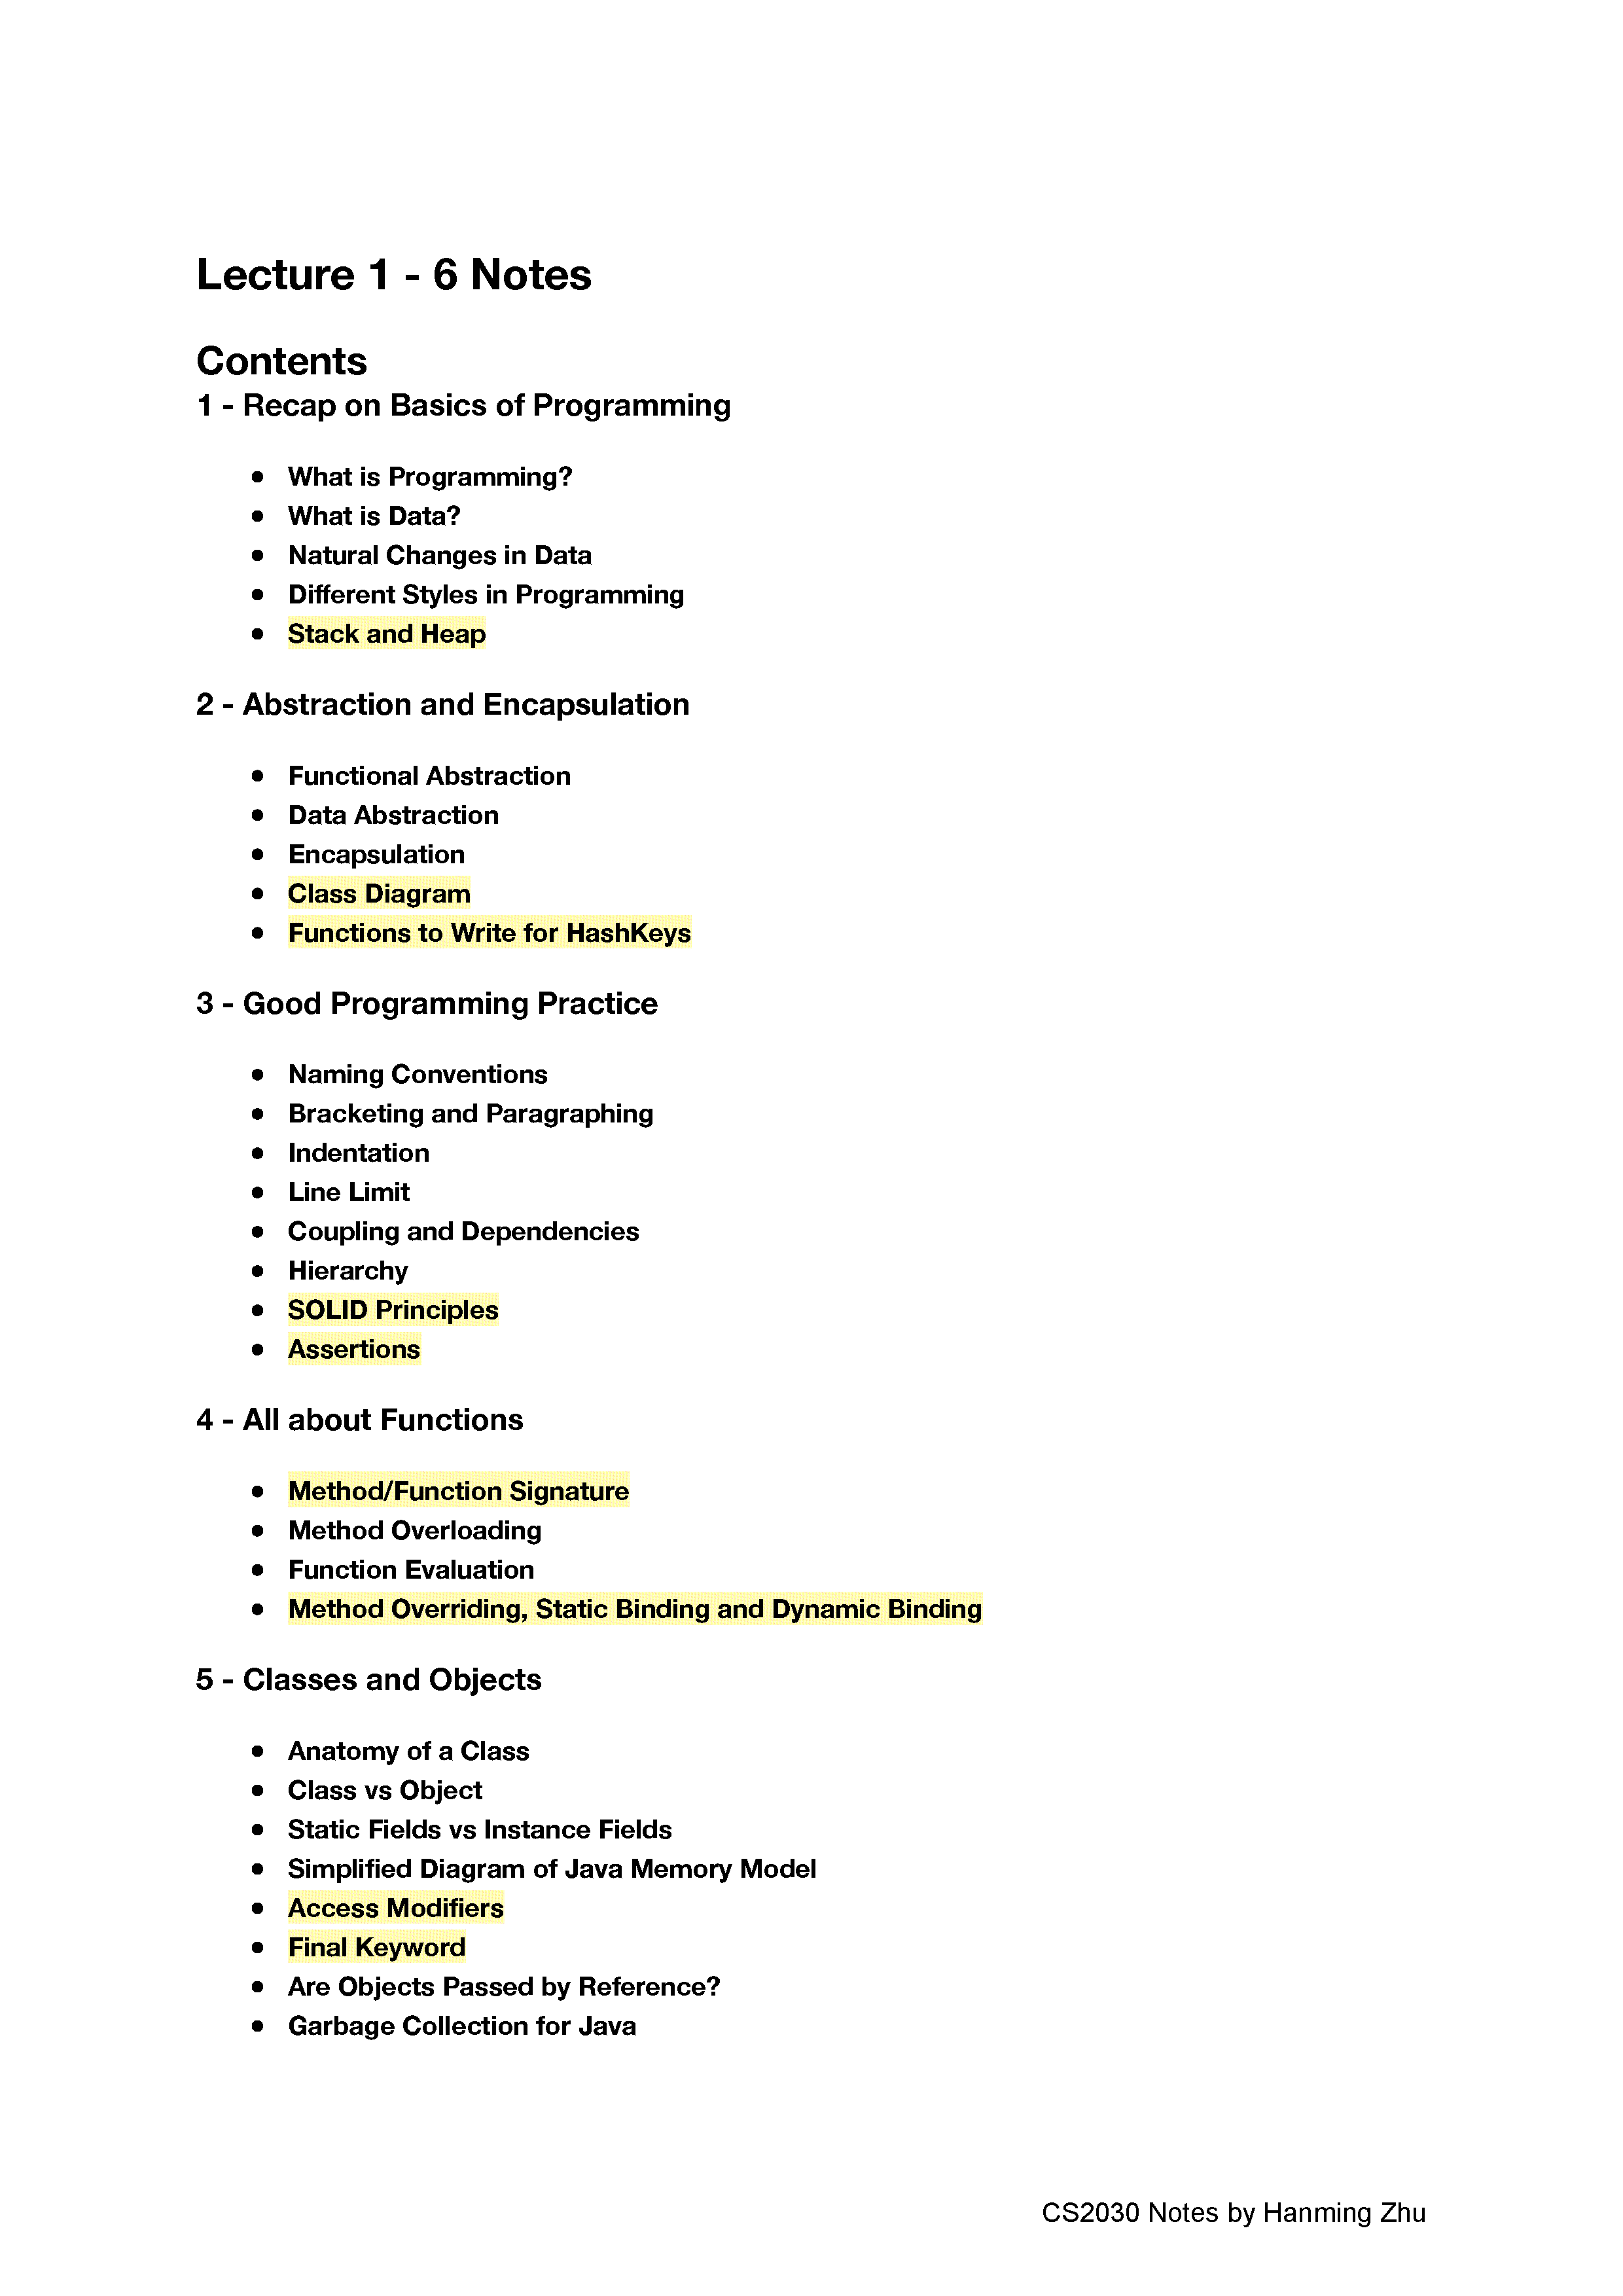 Lecture 1 - 6 Notes
Contents
1 - Recap on Basics of Programming
● What is Programming?
● What is Data?
● Natural Changes in Data
● Different Styles in Programming
● Stack and Heap
2 - Abstraction and Encapsulation
● Functional Abstraction
● Data Abstraction
● Encapsulation
● Class Diagram
● Functions to Write for HashKeys
3 - Good Programming Practice
● Naming Conventions
● Bracketing and Paragraphing
● Indentation
● Line Limit
● Coupling and Dependencies
● Hierarchy
● SOLID Principles
● Assertions
4 - All about Functions
● Method/Function Signature
● Method Overloading
● Function Evaluation
● Method Overriding, Static Binding and Dynamic Binding
5 - Classes and Objects
● Anatomy of a Class
● Class vs Object
● Static Fields vs Instance Fields
● Simplified Diagram of Java Memory Model
● Access Modifiers
● Final Keyword
● Are Objects Passed by Reference?
● Garbage Collection for Java
CS2030 Notes by Hanming Zhu